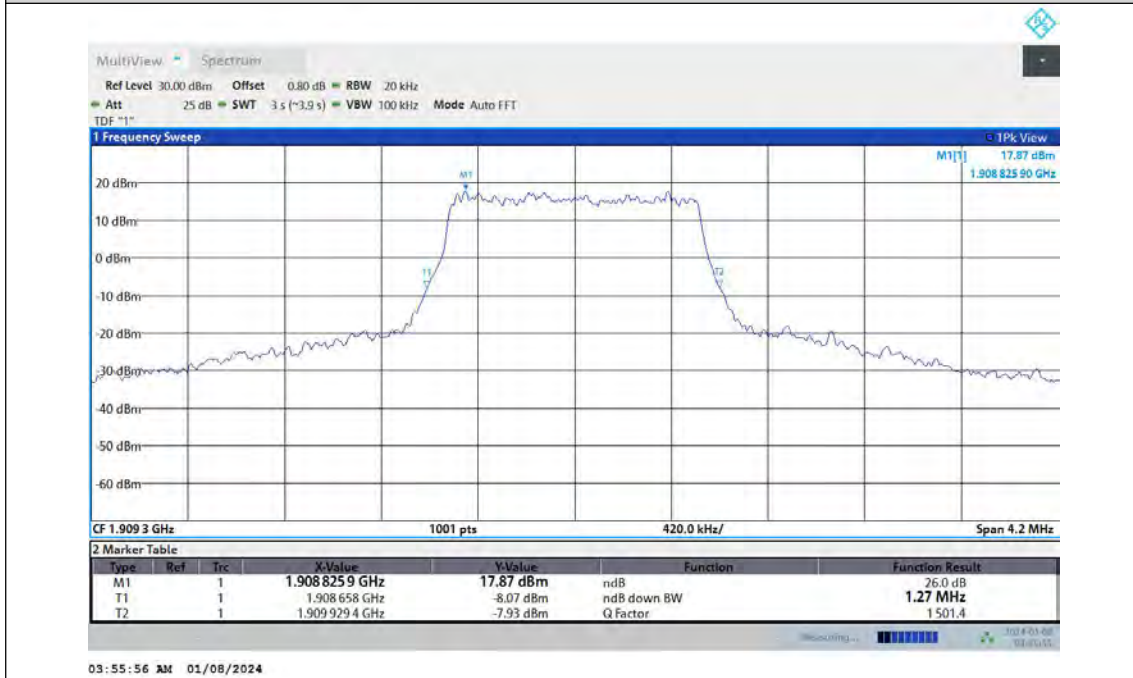 R S
MultiView Spectrum
Ref Level 30.00 dBm Offset 0.80 dB RBW 20 kHz
Att 25 dB SWT 3 s (~3.9 s) VBW 100 kHz Mode Auto FFT
TDF "1"
1 Frequency Sweep 1Pk View
M1[1] 17.87 dBm
1.908 825 90 GHz
M1
20 dBm
10 dBm
0 dBm
T1 T2
-10 dBm
-20 dBm
-30 dBm
-40 dBm
-50 dBm
-60 dBm
CF 1.909 3 GHz 1001 pts 420.0 kHz/ Span 4.2 MHz
2 Marker Table
Type Ref Trc X-Value Y-Value Function Function Result
M1 1 1.908 825 9 GHz 17.87 dBm ndB 26.0 dB
T1 1 1.908 658 GHz -8.07 dBm ndB down BW 1.27 MHz
T2 1 1.909 929 4 GHz -7.93 dBm Q Factor 1 501.4
Measuring...
03:55:56 AM 01/08/2024